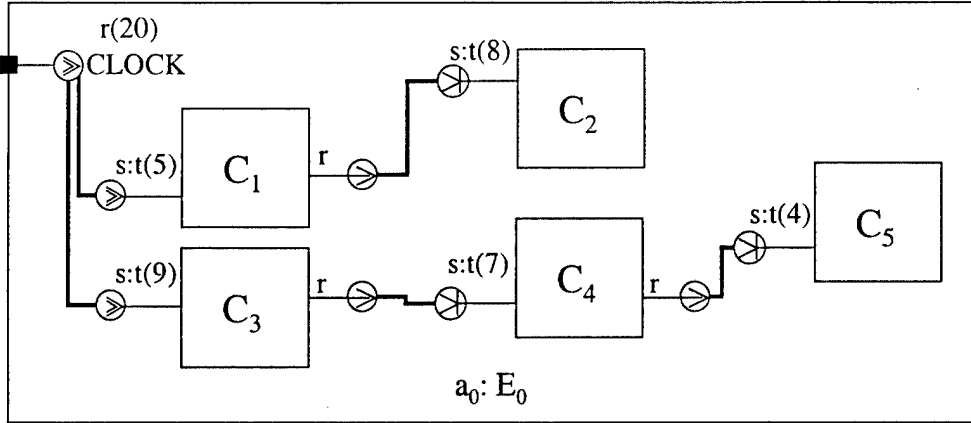 r(20)
CLOCK
s:t(8)
C₂
s:t(5)
C₁
r
s:t(4)
C₅
s:t(9)
C₃
r
s:t(7)
C₄
r
a₀: E₀